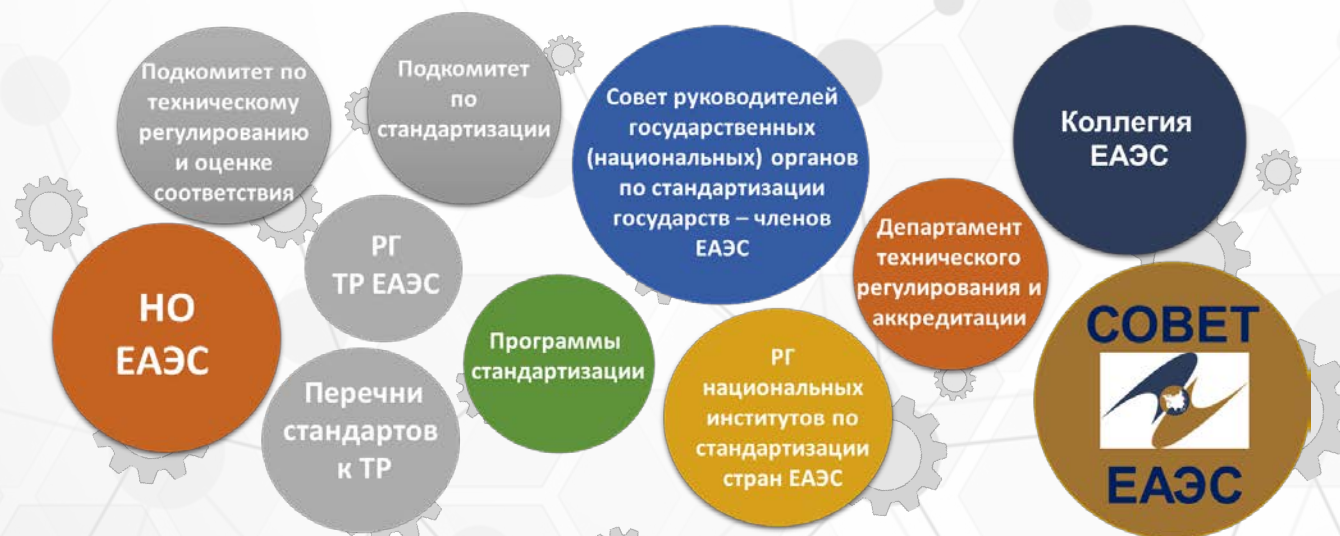 Подкомитет по
техническому
регулированию
и оценке
соответствия
Подкомитет
по
стандартизации
Совет руководителей
государственных
(национальных) органов
по стандартизации
государств – членов
ЕАЭС
Коллегия
ЕАЭС
НО
ЕАЭС
РГ
ТР ЕАЭС
Департамент
технического
регулирования и
аккредитации
Перечни
стандартов
к ТР
Программы
стандартизации
РГ
национальных
институтов по
стандартизации
стран ЕАЭС
СОВЕТ
ЕАЭС